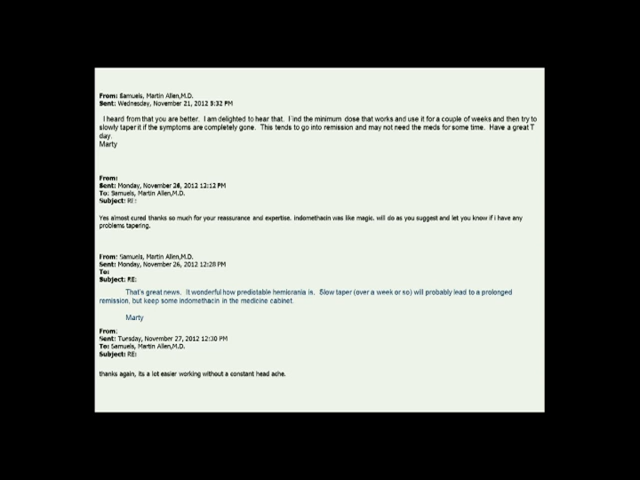 From: Samuels, Martin Allen,M.D.
Sent: Wednesday, November 21, 2012 3:32 PM
I heard from that you are better. I am delighted to hear that. Find the minimum dose that works and use it for a couple of weeks and then try to
slowly taper it if the symptoms are completely gone. This tends to go into remission and may not need the meds for some time. Have a great T
day.
Marty
From:
Sent: Monday, November 26, 2012 12:12 PM
To: Samuels, Martin Allen,M.D.
Subject: RE:
Yes almost cured thanks so much for your reassurance and expertise. indomethacin was like magic. will do as you suggest and let you know if i have any
problems tapering.
From: Samuels, Martin Allen,M.D.
Sent: Monday, November 26, 2012 12:28 PM
To:
Subject: RE:
That's great news. It wonderful how predictable hemicrania is. Slow taper (over a week or so) will probably lead to a prolonged
remission, but keep some indomethacin in the medicine cabinet.
Marty
From:
Sent: Tuesday, November 27, 2012 12:30 PM
To: Samuels, Martin Allen,M.D.
Subject: RE:
thanks again, its a lot easier working without a constant head ache.